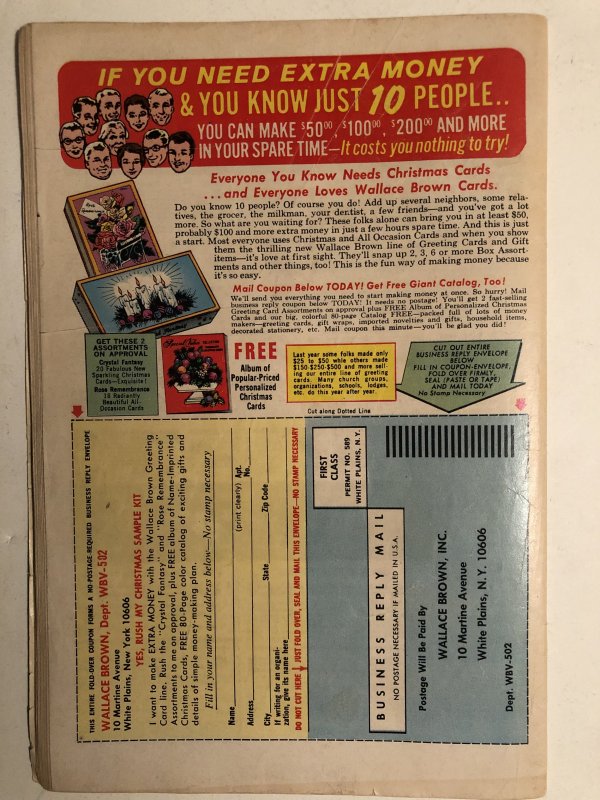 IF YOU NEED EXTRA MONEY
& YOU KNOW JUST 10 PEOPLE..
YOU CAN MAKE $50⁰⁰, $100⁰⁰, $200⁰⁰ AND MORE
IN YOUR SPARE TIME—It costs you nothing to try!
Everyone You Know Needs Christmas Cards
... and Everyone Loves Wallace Brown Cards.
Do you know 10 people? Of course you do! Add up several neighbors, some rela-
tives, the grocer, the milkman, your dentist, a few friends—and you've got a lot
more. So what are you waiting for? These folks alone can bring you in at least $50,
probably $100 and more extra money in just a few hours spare time. And this is just
a start. Most everyone uses Christmas and All Occasion Cards and when you show
them the thrilling new Wallace Brown line of Greeting Cards and Gift
items—it's love at first sight. They'll snap up 2, 3, 6 or more Box Assort-
ments and other things, too! This is the fun way of making money because
it's so easy.
Mail Coupon Below TODAY! Get Free Giant Catalog, Too!
We'll send you everything you need to start making money at once. So hurry! Mail
business reply coupon below TODAY! It needs no postage! You'll get 2 fast-selling
Greeting Card Assortments on approval plus FREE Album of Personalized Christmas
Cards and our big, colorful 80-page Catalog FREE—packed full of lots of money
makers—greeting cards, gift wraps, imported novelties and gifts, household items,
decorated stationery, etc. Mail coupon this minute—you'll be glad you did!
GET THESE 2
ASSORTMENTS
ON APPROVAL
Crystal Fantasy
20 Fabulous New
Sparkling Christmas
Cards—Exquisite!
Rose Remembrance
18 Radiantly
Beautiful All-
Occasion Cards
FREE
Album of
Popular-Priced
Personalized
Christmas
Cards
Last year some folks made only
$25 to $50 while others made
$150-$250-$500 and more sell-
ing our entire line of greeting
cards. Many church groups,
organizations, schools, lodges,
etc. do this year after year.
CUT OUT ENTIRE
BUSINESS REPLY ENVELOPE
BELOW
FILL IN COUPON-ENVELOPE,
FOLD OVER FIRMLY,
SEAL (PASTE OR TAPE)
AND MAIL TODAY
No Stamp Necessary
Cut along Dotted Line
THIS ENTIRE FOLD-OVER COUPON FORMS A NO-POSTAGE-REQUIRED BUSINESS REPLY ENVELOPE
WALLACE BROWN, Dept. WBV-502
10 Martine Avenue
White Plains, New York 10606
YES, RUSH MY CHRISTMAS SAMPLE KIT
I want to make EXTRA MONEY with the Wallace Brown Greeting
Card line. Rush the "Crystal Fantasy" and "Rose Remembrance"
Assortments to me on approval, plus FREE album of Name-Imprinted
Christmas Cards, FREE 80-Page color catalog of exciting gifts and
details of simple money-making plan.
Fill in your name and address below—No stamp necessary
Name (print clearly) Apt. No.
Address
City State Zip Code
If writing for an organi-
zation, give its name here
DO NOT CUT HERE JUST FOLD OVER, SEAL AND MAIL THIS ENVELOPE—NO STAMP NECESSARY
FIRST
CLASS
PERMIT NO. 589
WHITE PLAINS, N.Y.
BUSINESS REPLY MAIL
NO POSTAGE NECESSARY IF MAILED IN U.S.A.
Postage Will Be Paid By
WALLACE BROWN, INC.
10 Martine Avenue
White Plains, N.Y. 10606
Dept. WBV-502